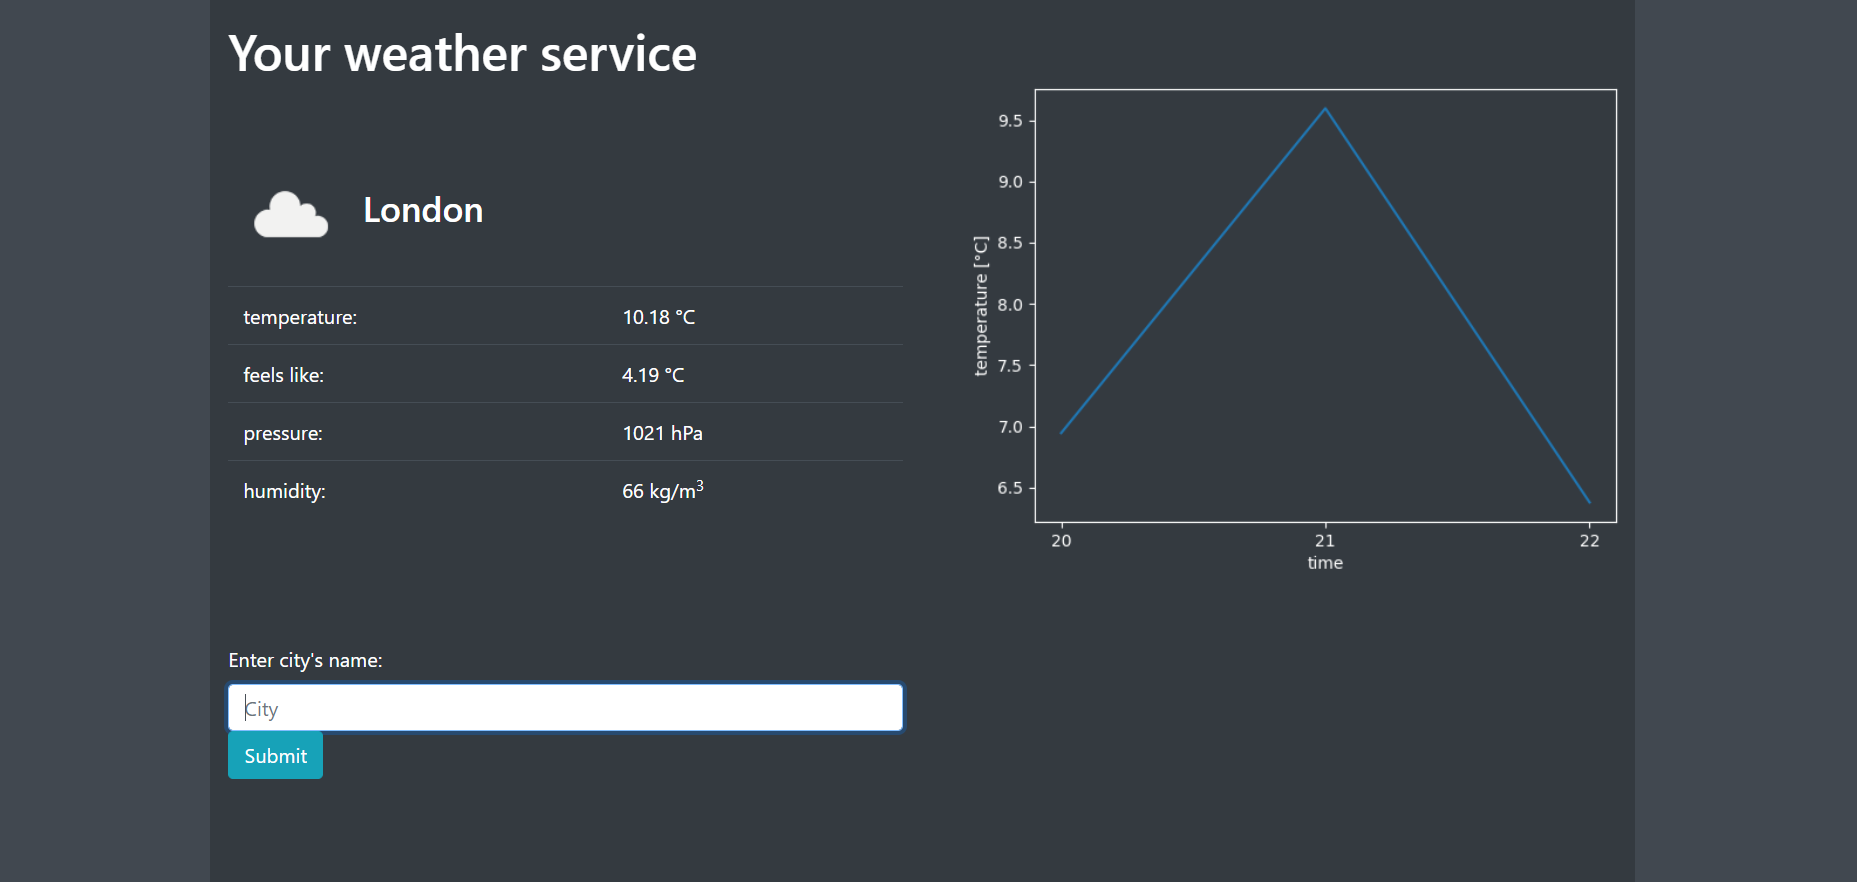 Your weather service
London
temperature: 10.18 °C
feels like: 4.19 °C
pressure: 1021 hPa
humidity: 66 kg/m³
Enter city's name:
City
Submit
temperature [°C]
9.5
9.0
8.5
8.0
7.5
7.0
6.5
20 21 22
time